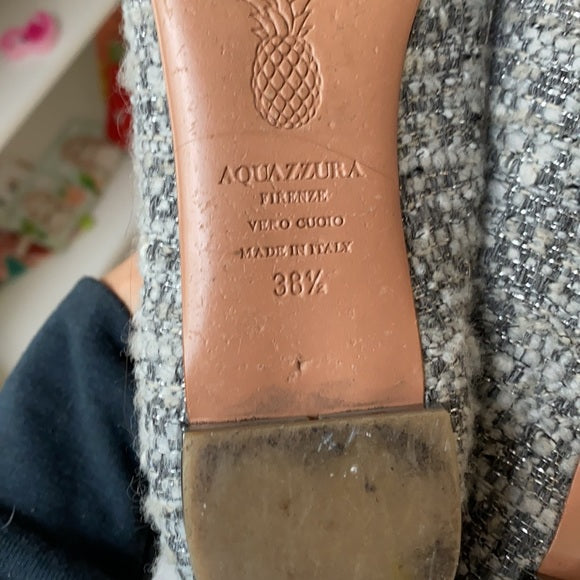 AQUAZZURA
FIRENZE
VERO CUOIO
MADE IN ITALY
38½